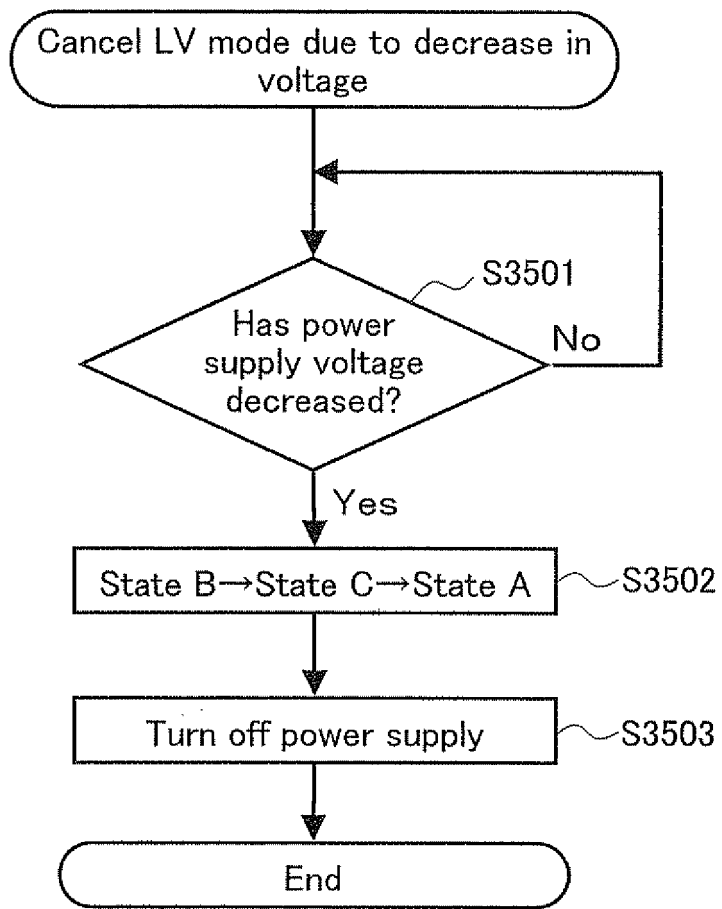 Cancel LV mode due to decrease in
voltage
S3501
Has power
supply voltage
decreased?
No
Yes
State B→State C→State A
S3502
Turn off power supply
S3503
End